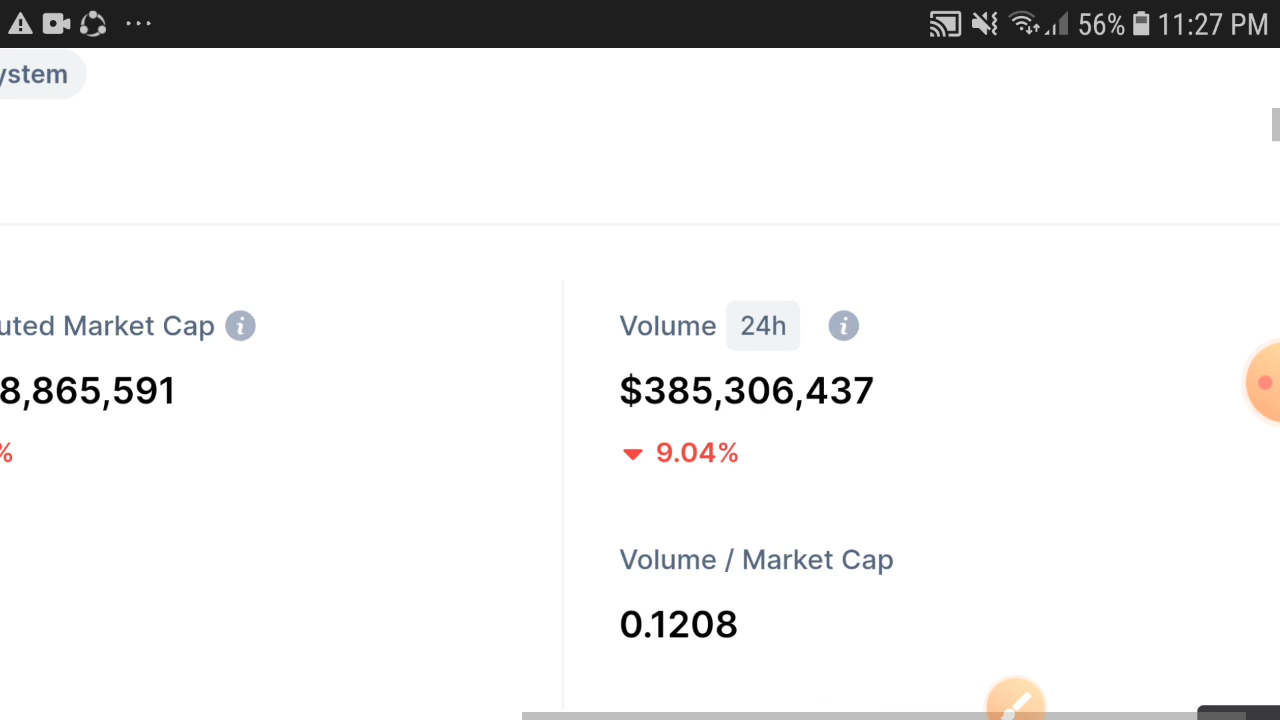 56% 11:27 PM
ystem
uted Market Cap
8,865,591
%
Volume 24h
$385,306,437
9.04%
Volume / Market Cap
0.1208